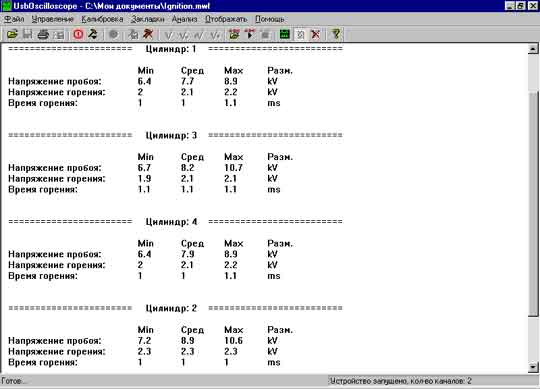 UsbOscilloscope - C:\Мои документы\Ignition.mwl
Файл Управление Калибровка Закладки Анализ Отображать Помощь
====================== Цилиндр: 1 ========================
Min Сред Max Разм.
Напряжение пробоя: 6.4 7.7 8.9 kV
Напряжение горения: 2 2.1 2.2 kV
Время горения: 1 1 1.1 ms
====================== Цилиндр: 3 ========================
Min Сред Max Разм.
Напряжение пробоя: 6.7 8.2 10.7 kV
Напряжение горения: 1.9 2.1 2.1 kV
Время горения: 1.1 1.1 1.1 ms
====================== Цилиндр: 4 ========================
Min Сред Max Разм.
Напряжение пробоя: 6.4 7.9 8.9 kV
Напряжение горения: 2 2.1 2.2 kV
Время горения: 1 1 1.1 ms
====================== Цилиндр: 2 ========================
Min Сред Max Разм.
Напряжение пробоя: 7.2 8.9 10.6 kV
Напряжение горения: 2.3 2.3 2.3 kV
Время горения: 1 1 1 ms
Готов... Устройство запущено, кол-во каналов: 2